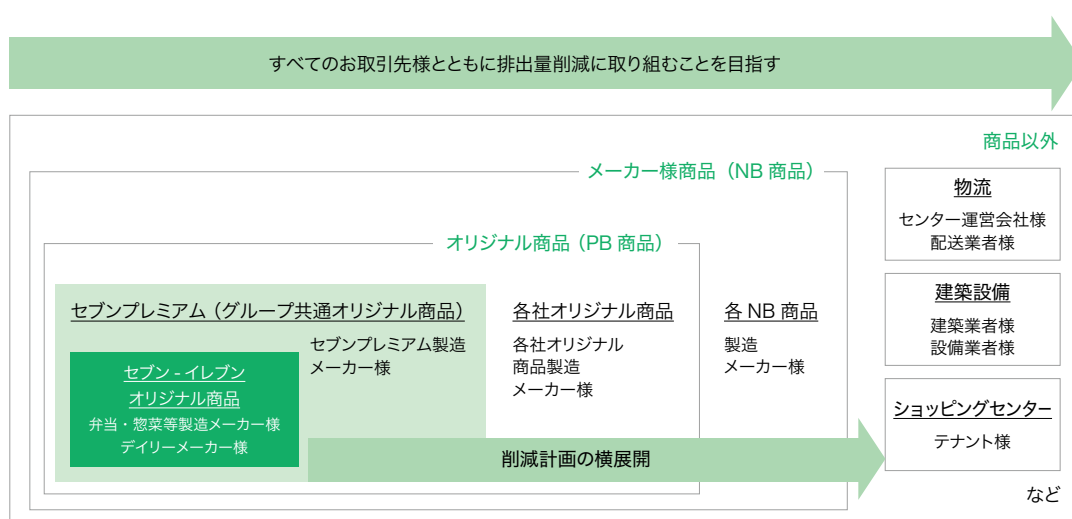 すべてのお取引先様とともに排出量削減に取り組むことを目指す
商品以外
メーカー様商品（NB 商品）
オリジナル商品（PB 商品）
セブンプレミアム（グループ共通オリジナル商品）
セブンプレミアム製造
メーカー様
セブン - イレブン
オリジナル商品
弁当・惣菜等製造メーカー様
デイリーメーカー様
各社オリジナル商品
各社オリジナル
商品製造
メーカー様
各 NB 商品
製造
メーカー様
削減計画の横展開
物流
センター運営会社様
配送業者様
建築設備
建築業者様
設備業者様
ショッピングセンター
テナント様
など